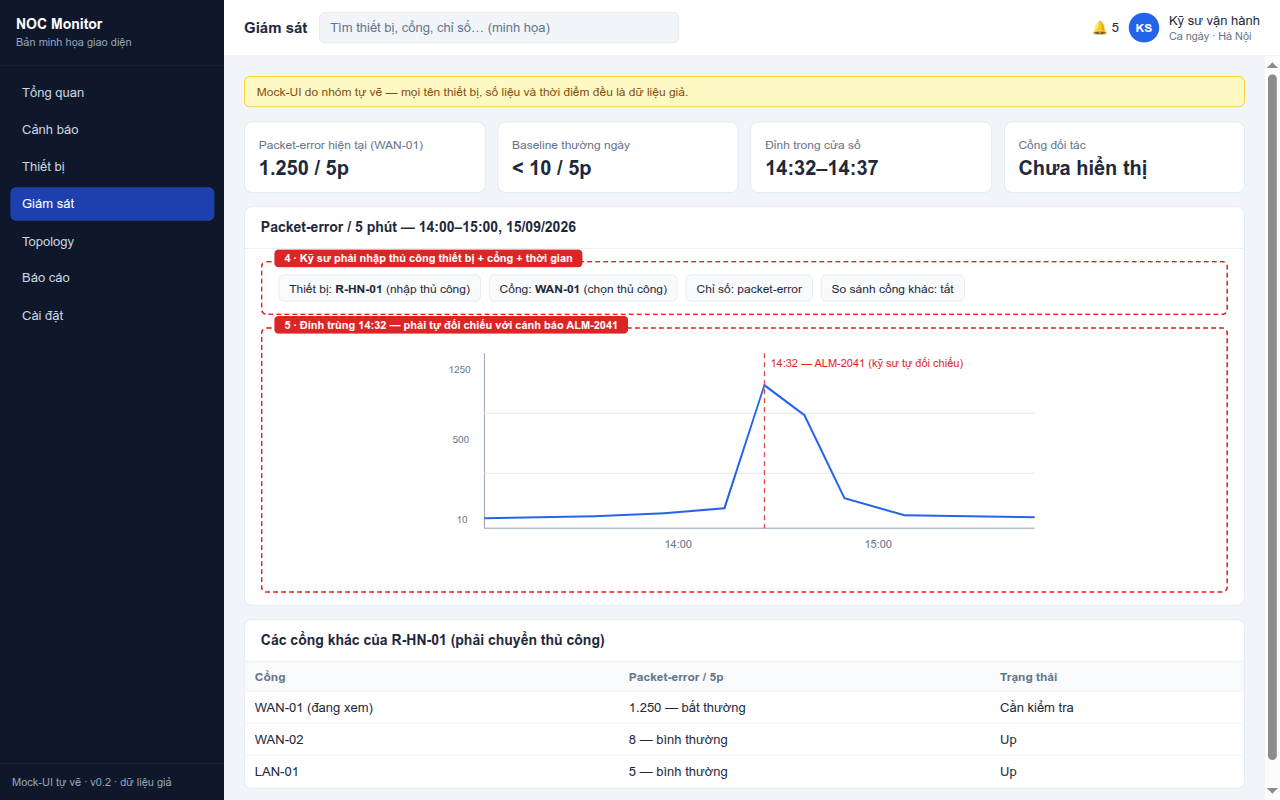 NOC Monitor
Bản minh họa giao diện
Tổng quan
Cảnh báo
Thiết bị
Giám sát
Topology
Báo cáo
Cài đặt
Mock-UI tự vẽ · v0.2 · dữ liệu giả
Giám sát
Tìm thiết bị, cổng, chỉ số… (minh họa)
🔔 5
KS
Kỹ sư vận hành
Ca ngày · Hà Nội
Mock-UI do nhóm tự vẽ — mọi tên thiết bị, số liệu và thời điểm đều là dữ liệu giả.
Packet-error hiện tại (WAN-01)
1.250 / 5p
Baseline thường ngày
< 10 / 5p
Đỉnh trong cửa sổ
14:32–14:37
Cổng đối tác
Chưa hiển thị
Packet-error / 5 phút — 14:00–15:00, 15/09/2026
4 · Kỹ sư phải nhập thủ công thiết bị + cổng + thời gian
Thiết bị: R-HN-01 (nhập thủ công)
Cổng: WAN-01 (chọn thủ công)
Chỉ số: packet-error
So sánh cổng khác: tắt
5 · Đỉnh trùng 14:32 — phải tự đối chiếu với cảnh báo ALM-2041
14:32 — ALM-2041 (kỹ sư tự đối chiếu)
1250
500
10
14:00
15:00
Các cổng khác của R-HN-01 (phải chuyển thủ công)
Cổng Packet-error / 5p Trạng thái
WAN-01 (đang xem) 1.250 — bất thường Cần kiểm tra
WAN-02 8 — bình thường Up
LAN-01 5 — bình thường Up